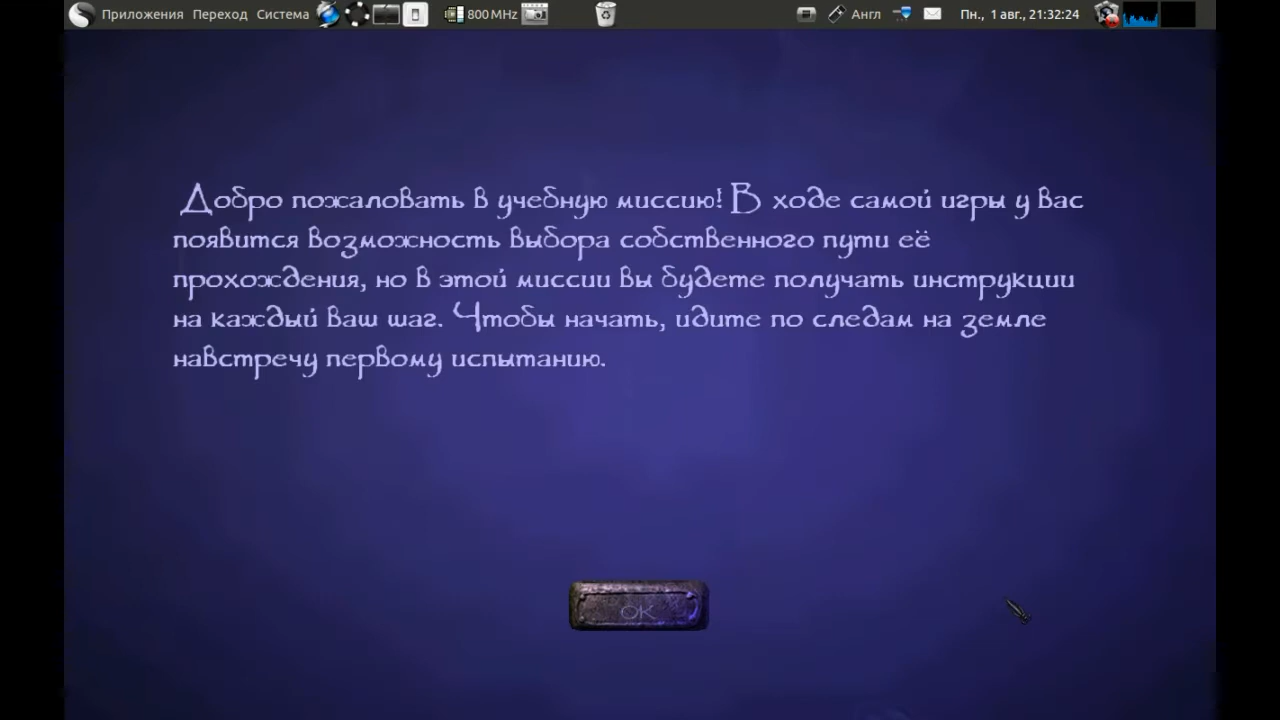 Приложения Переход Система 800 MHz Англ Пн., 1 авг., 21:32:24
Добро пожаловать в учебную миссию! В ходе самой игры у вас
появится возможность выбора собственного пути её
прохождения, но в этой миссии вы будете получать инструкции
на каждый ваш шаг. Чтобы начать, идите по следам на земле
навстречу первому испытанию.
OK